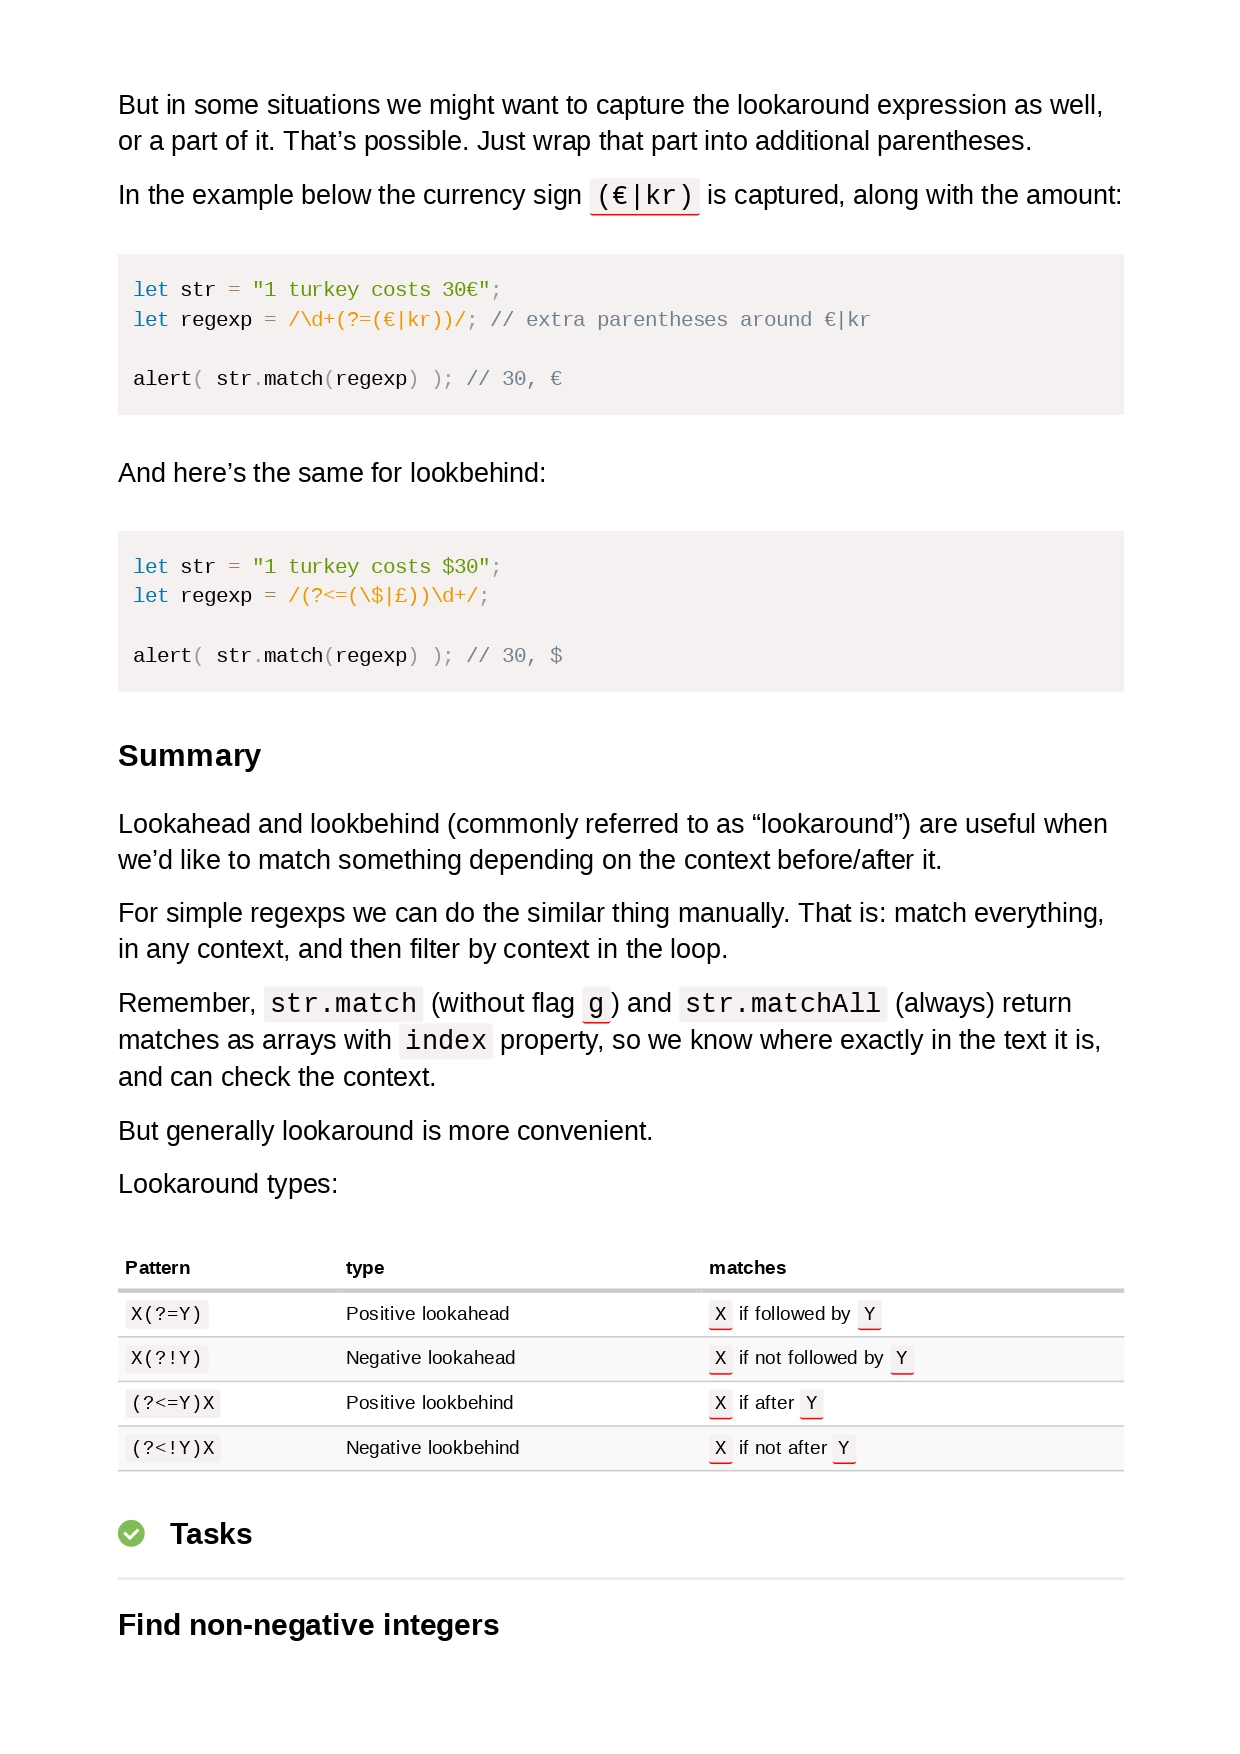 But in some situations we might want to capture the lookaround expression as well,
or a part of it. That’s possible. Just wrap that part into additional parentheses.
In the example below the currency sign (€|kr) is captured, along with the amount:
let str = "1 turkey costs 30€";
let regexp = /\d+(?=(€|kr))/; // extra parentheses around €|kr
alert( str.match(regexp) ); // 30, €
And here’s the same for lookbehind:
let str = "1 turkey costs $30";
let regexp = /(?<=(\$|£))\d+/;
alert( str.match(regexp) ); // 30, $
Summary
Lookahead and lookbehind (commonly referred to as “lookaround”) are useful when
we’d like to match something depending on the context before/after it.
For simple regexps we can do the similar thing manually. That is: match everything,
in any context, and then filter by context in the loop.
Remember, str.match (without flag g) and str.matchAll (always) return
matches as arrays with index property, so we know where exactly in the text it is,
and can check the context.
But generally lookaround is more convenient.
Lookaround types:
Pattern type matches
X(?=Y) Positive lookahead X if followed by Y
X(?!Y) Negative lookahead X if not followed by Y
(?<=Y)X Positive lookbehind X if after Y
(?<!Y)X Negative lookbehind X if not after Y
Tasks
Find non-negative integers